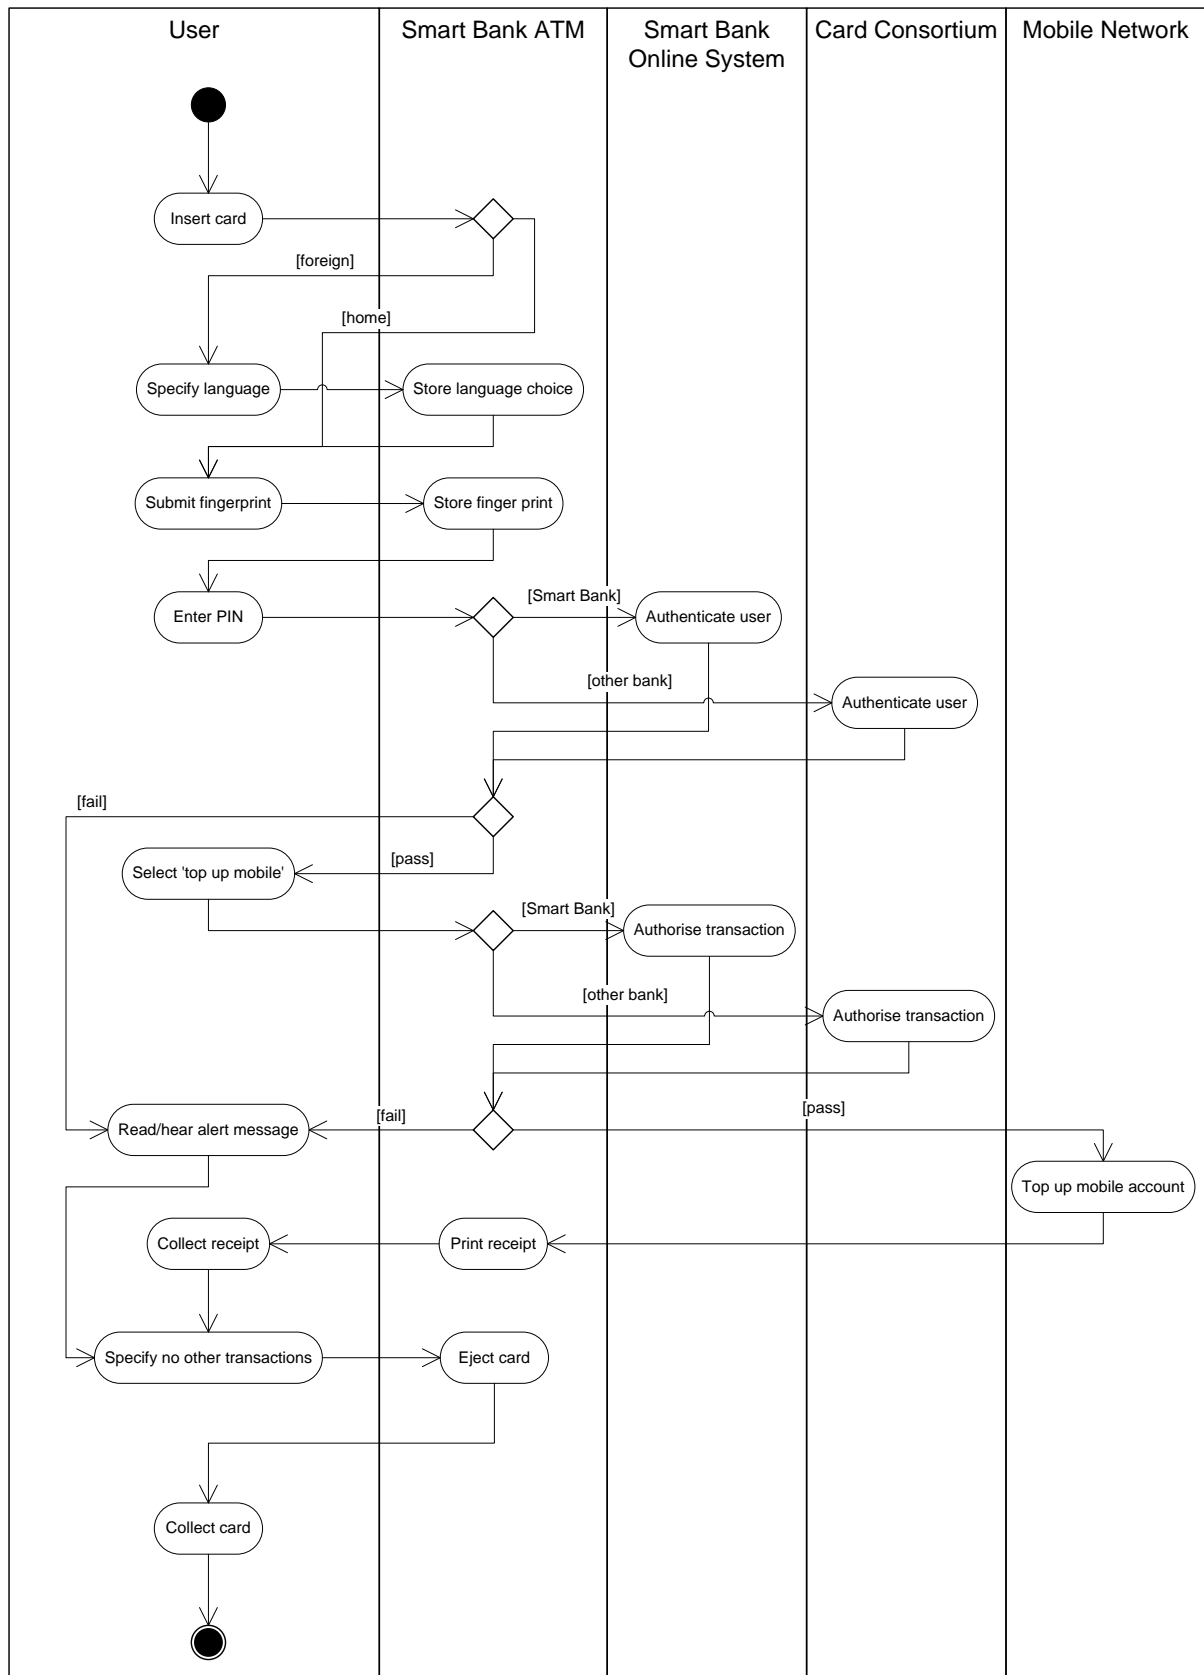 User
Smart Bank ATM
Smart Bank
Online System
Card Consortium
Mobile Network
Insert card
[foreign]
[home]
Specify language
Store language choice
Submit fingerprint
Store finger print
Enter PIN
[Smart Bank]
Authenticate user
[other bank]
Authenticate user
[fail]
[pass]
Select 'top up mobile'
[Smart Bank]
Authorise transaction
[other bank]
Authorise transaction
Read/hear alert message
[fail]
[pass]
Top up mobile account
Collect receipt
Print receipt
Specify no other transactions
Eject card
Collect card